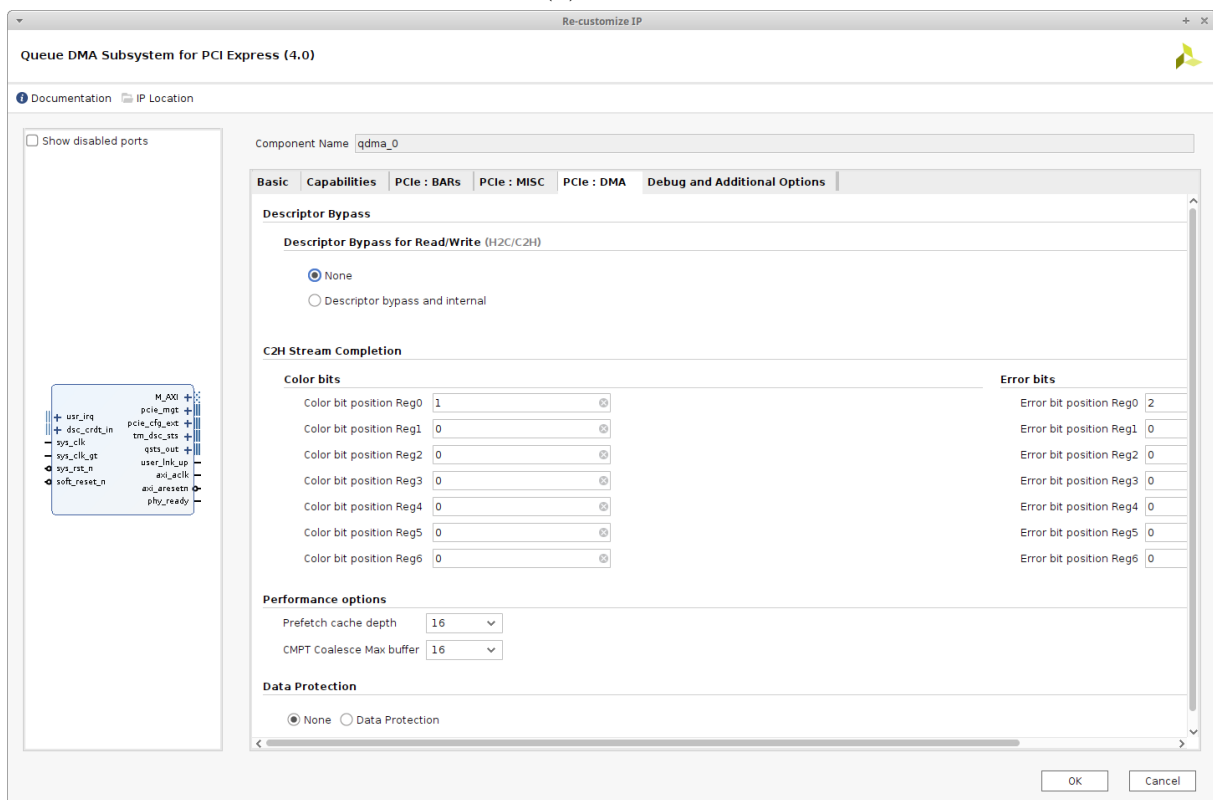 Re-customize IP
Queue DMA Subsystem for PCI Express (4.0)
Documentation IP Location
Show disabled ports
M_AXI
pcie_mgt
usr_irq
pcie_cfg_ext
dsc_crdt_in
tm_dsc_sts
sys_clk
qsts_out
sys_clk_gt
user_lnk_up
sys_rst_n
axi_aclk
soft_reset_n
axi_aresetn
phy_ready
Component Name qdma_0
Basic Capabilities PCIe : BARs PCIe : MISC PCIe : DMA Debug and Additional Options
Descriptor Bypass
Descriptor Bypass for Read/Write (H2C/C2H)
None
Descriptor bypass and internal
C2H Stream Completion
Color bits Error bits
Color bit position Reg0 1 Error bit position Reg0 2
Color bit position Reg1 0 Error bit position Reg1 0
Color bit position Reg2 0 Error bit position Reg2 0
Color bit position Reg3 0 Error bit position Reg3 0
Color bit position Reg4 0 Error bit position Reg4 0
Color bit position Reg5 0 Error bit position Reg5 0
Color bit position Reg6 0 Error bit position Reg6 0
Performance options
Prefetch cache depth 16
CMPT Coalesce Max buffer 16
Data Protection
None Data Protection
OK Cancel